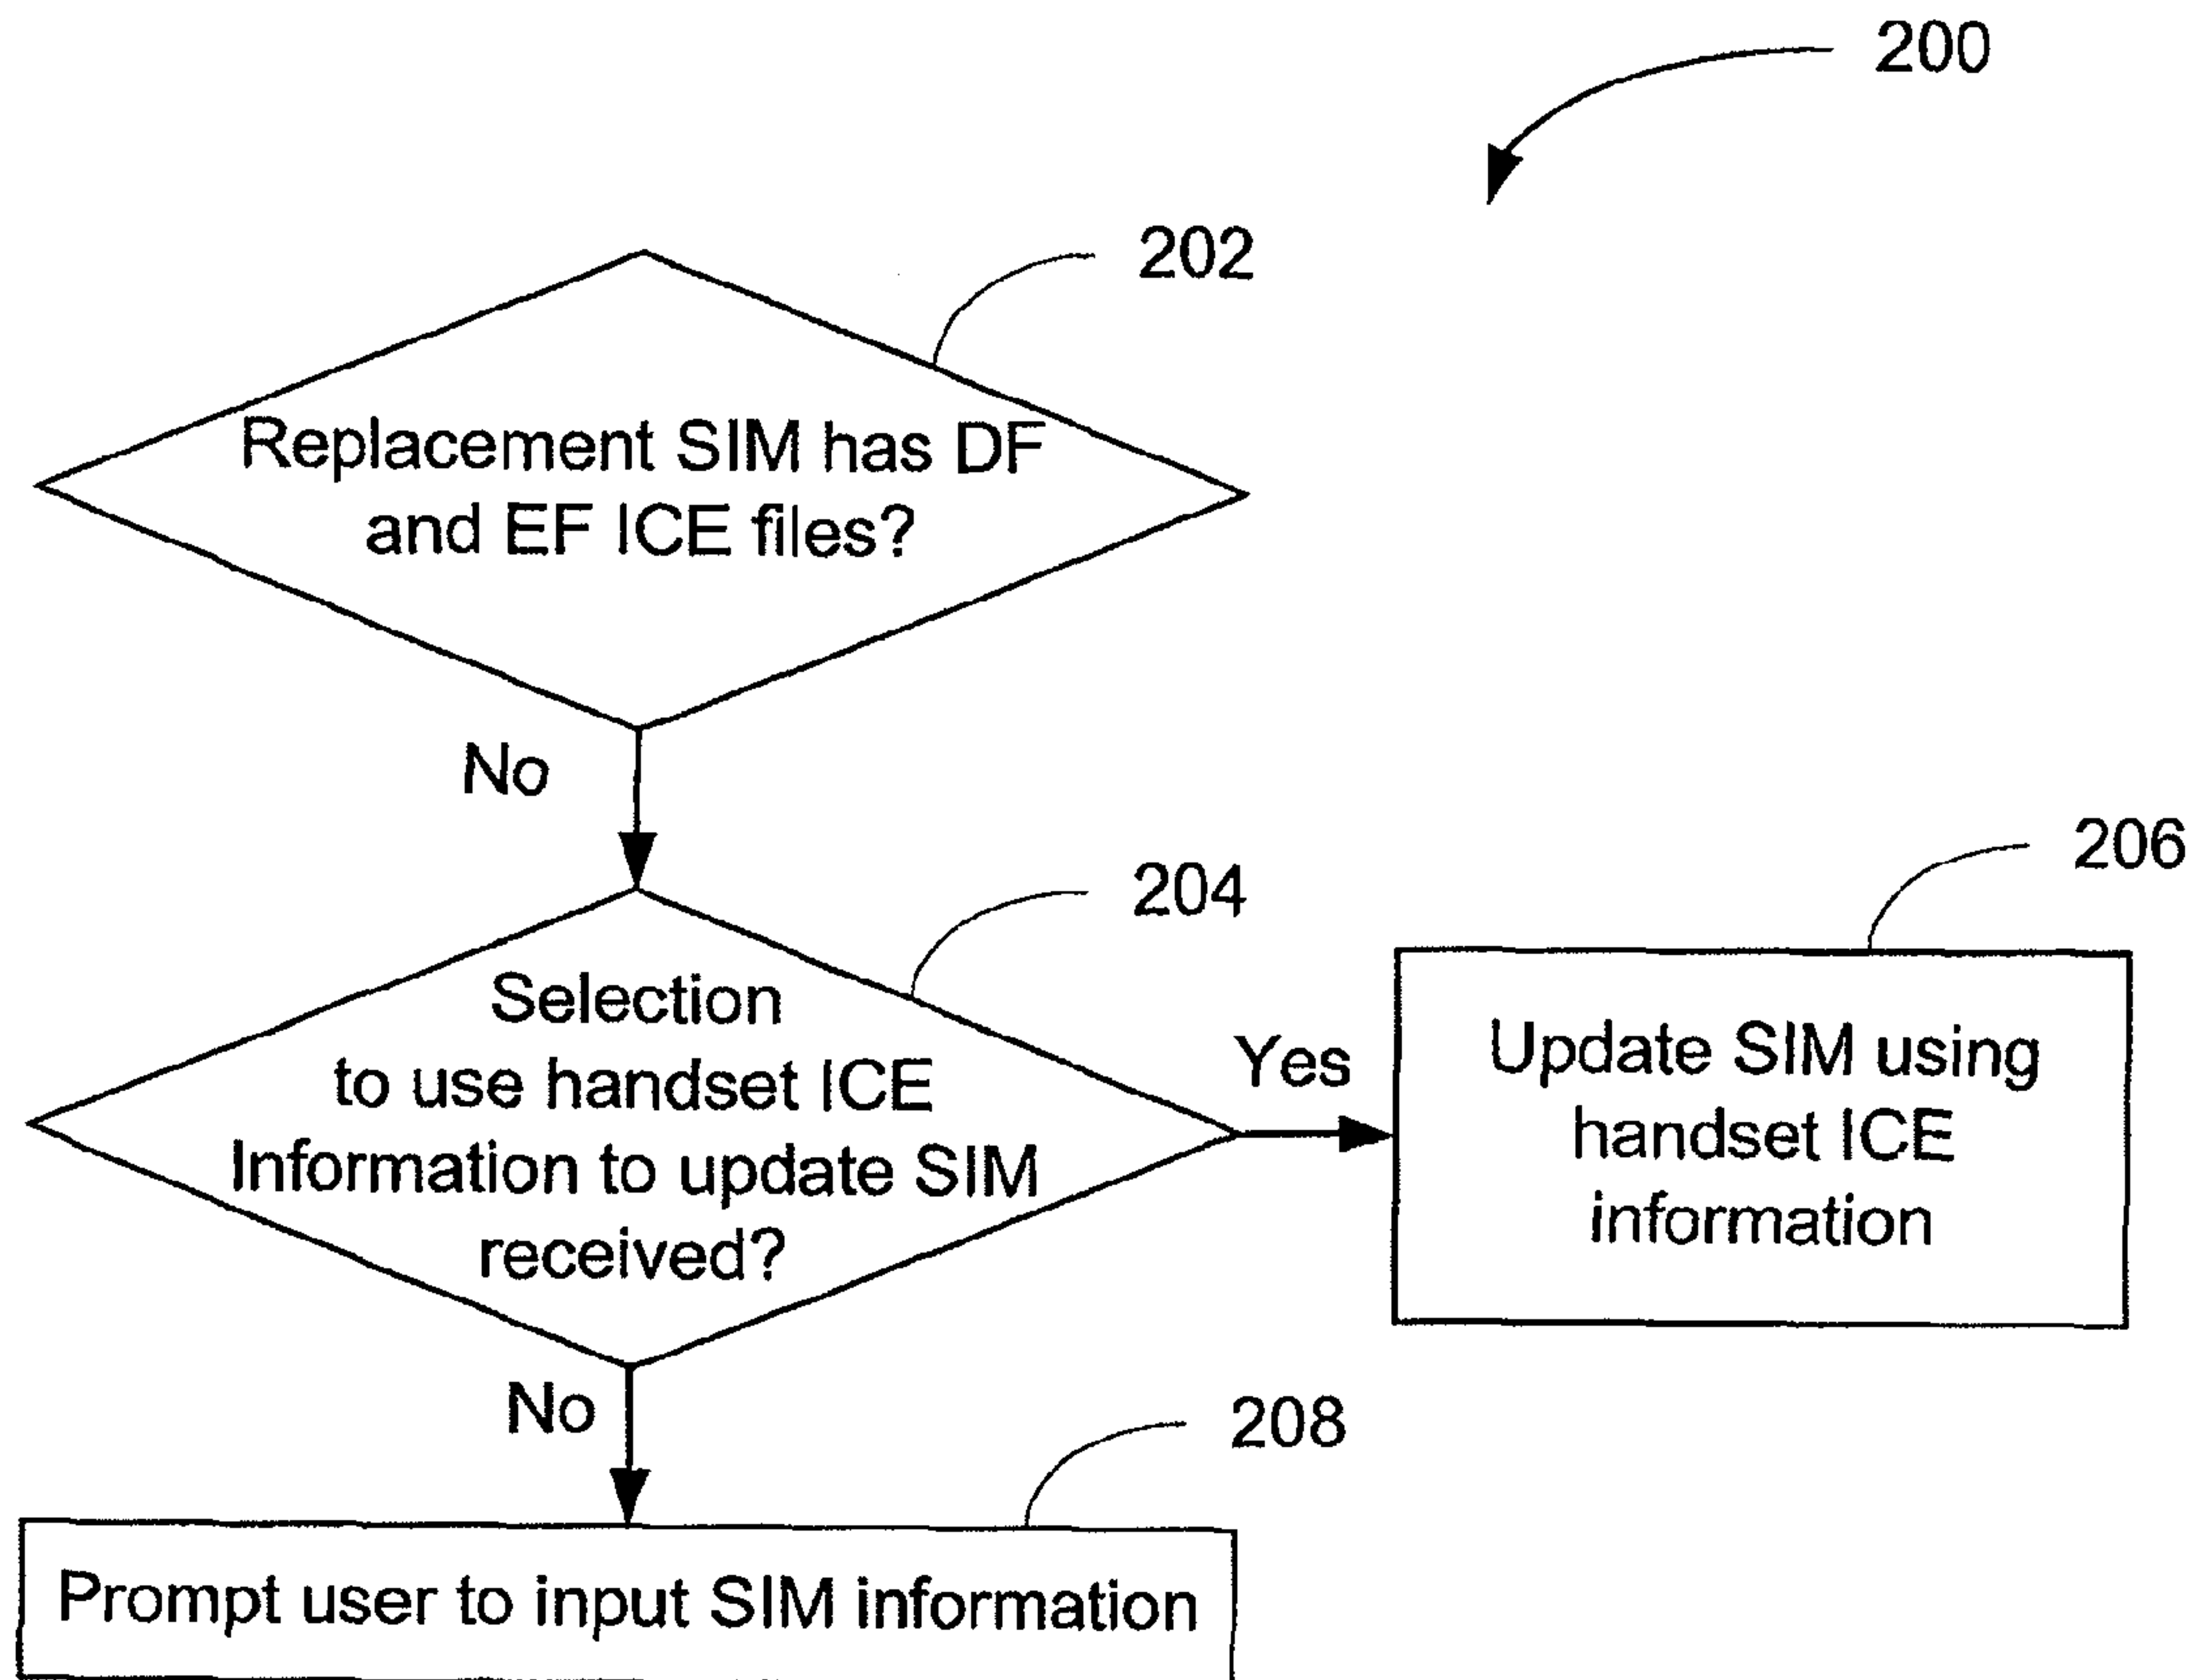 200
202
Replacement SIM has DF
and EF ICE files?
No
204
Selection
to use handset ICE
Information to update SIM
received?
Yes
206
Update SIM using
handset ICE
information
No
208
Prompt user to input SIM information